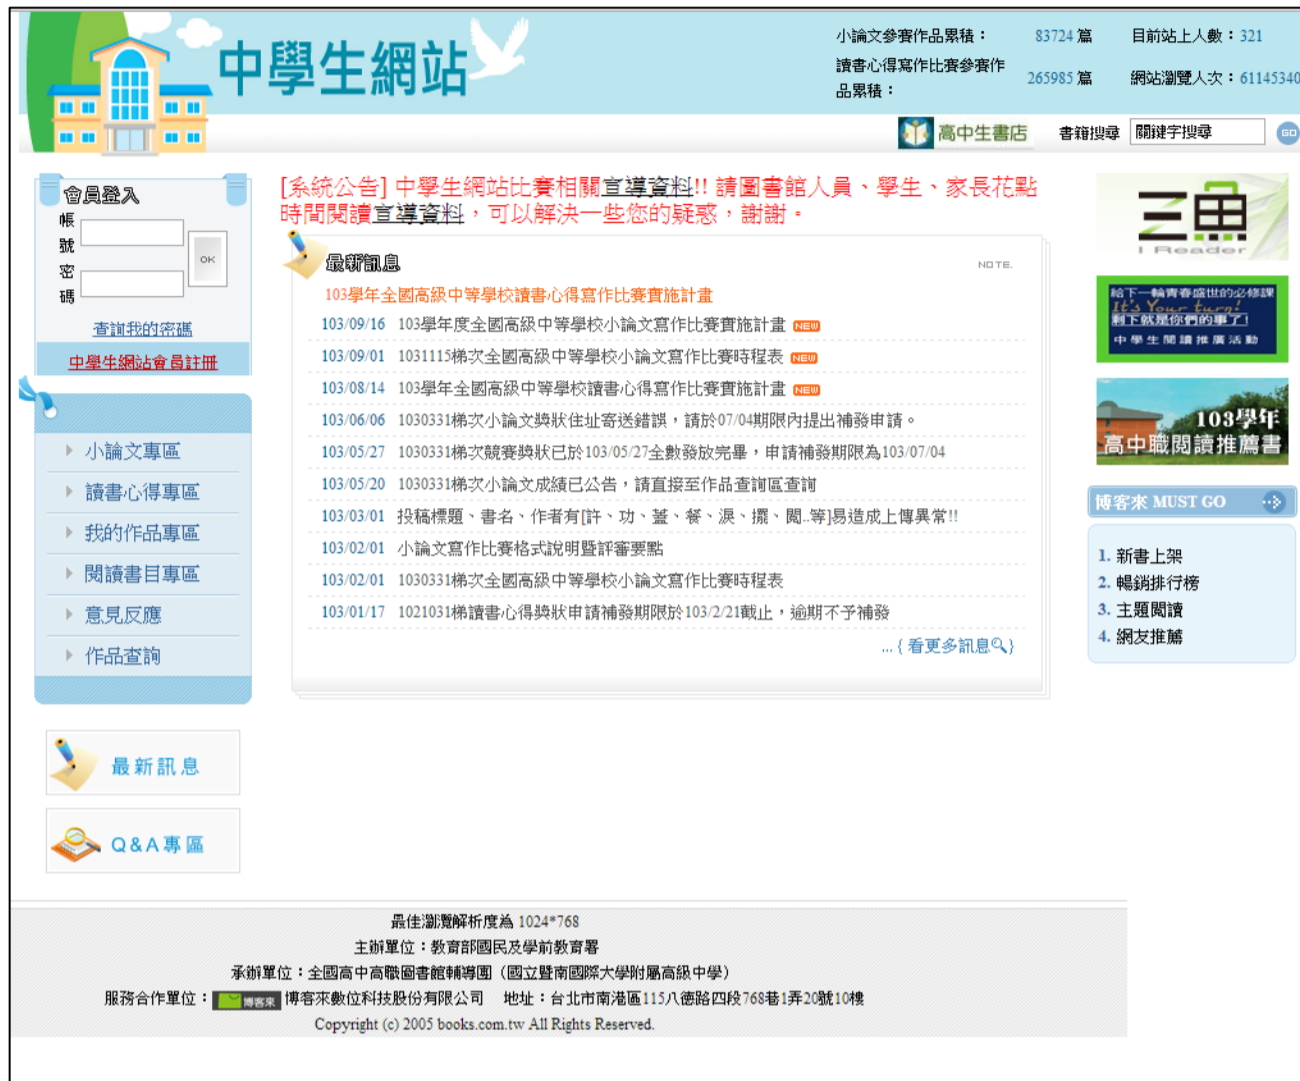 中學生網站
小論文參賽作品累積： 83724 篇 目前站上人數：321
讀書心得寫作比賽參賽作品累積： 265985 篇 網站瀏覽人次：61145340
高中生書店 書籍搜尋 關鍵字搜尋 GO
會員登入
帳號
密碼
OK
查詢我的密碼
中學生網站會員註冊
小論文專區
讀書心得專區
我的作品專區
閱讀書目專區
意見反應
作品查詢
最新訊息
Q&A專區
[系統公告] 中學生網站比賽相關宣導資料!! 請圖書館人員、學生、家長花點
時間閱讀宣導資料，可以解決一些您的疑惑，謝謝。
最新訊息 NOTE.
103學年全國高級中等學校讀書心得寫作比賽實施計畫
103/09/16 103學年度全國高級中等學校小論文寫作比賽實施計畫 NEW
103/09/01 1031115梯次全國高級中等學校小論文寫作比賽時程表 NEW
103/08/14 103學年全國高級中等學校讀書心得寫作比賽實施計畫 NEW
103/06/06 1030331梯次小論文獎狀住址寄送錯誤，請於07/04期限內提出補發申請。
103/05/27 1030331梯次競賽獎狀已於103/05/27全數發放完畢，申請補發期限為103/07/04
103/05/20 1030331梯次小論文成績已公告，請直接至作品查詢區查詢
103/03/01 投稿標題、書名、作者有[許、功、蓋、餐、淚、擺、閱..等]易造成上傳異常!!
103/02/01 小論文寫作比賽格式說明暨評審要點
103/02/01 1030331梯次全國高級中等學校小論文寫作比賽時程表
103/01/17 1021031梯讀書心得獎狀申請補發期限於103/2/21截止，逾期不予補發
...{看更多訊息}
三魚
I Reader
給下一輪青春盛世的必修課
It's Your turn!
剩下就是你們的事了!
中學生閱讀推廣活動
103學年
高中職閱讀推薦書
博客來 MUST GO
1. 新書上架
2. 暢銷排行榜
3. 主題閱讀
4. 網友推薦
最佳瀏覽解析度為 1024*768
主辦單位：教育部國民及學前教育署
承辦單位：全國高中高職圖書館輔導團（國立暨南國際大學附屬高級中學）
服務合作單位： 博客來 博客來數位科技股份有限公司 地址：台北市南港區115八德路四段768巷1弄20號10樓
Copyright (c) 2005 books.com.tw All Rights Reserved.